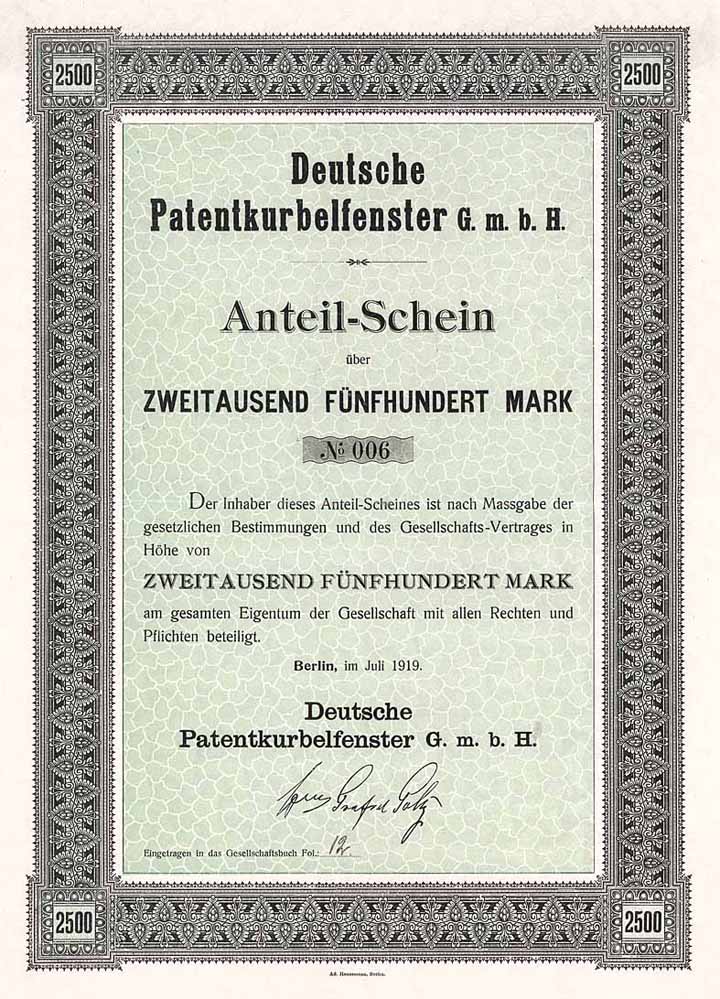 2500 2500
Deutsche
Patentkurbelfenster G. m. b. H.
Anteil-Schein
über
ZWEITAUSEND FÜNFHUNDERT MARK
No 006
Der Inhaber dieses Anteil-Scheines ist nach Massgabe der
gesetzlichen Bestimmungen und des Gesellschafts-Vertrages in
Höhe von
ZWEITAUSEND FÜNFHUNDERT MARK
am gesamten Eigentum der Gesellschaft mit allen Rechten und
Pflichten beteiligt.
Berlin, im Juli 1919.
Deutsche
Patentkurbelfenster G. m. b. H.
Eingetragen in das Gesellschaftsbuch Fol.: 12.
2500 2500